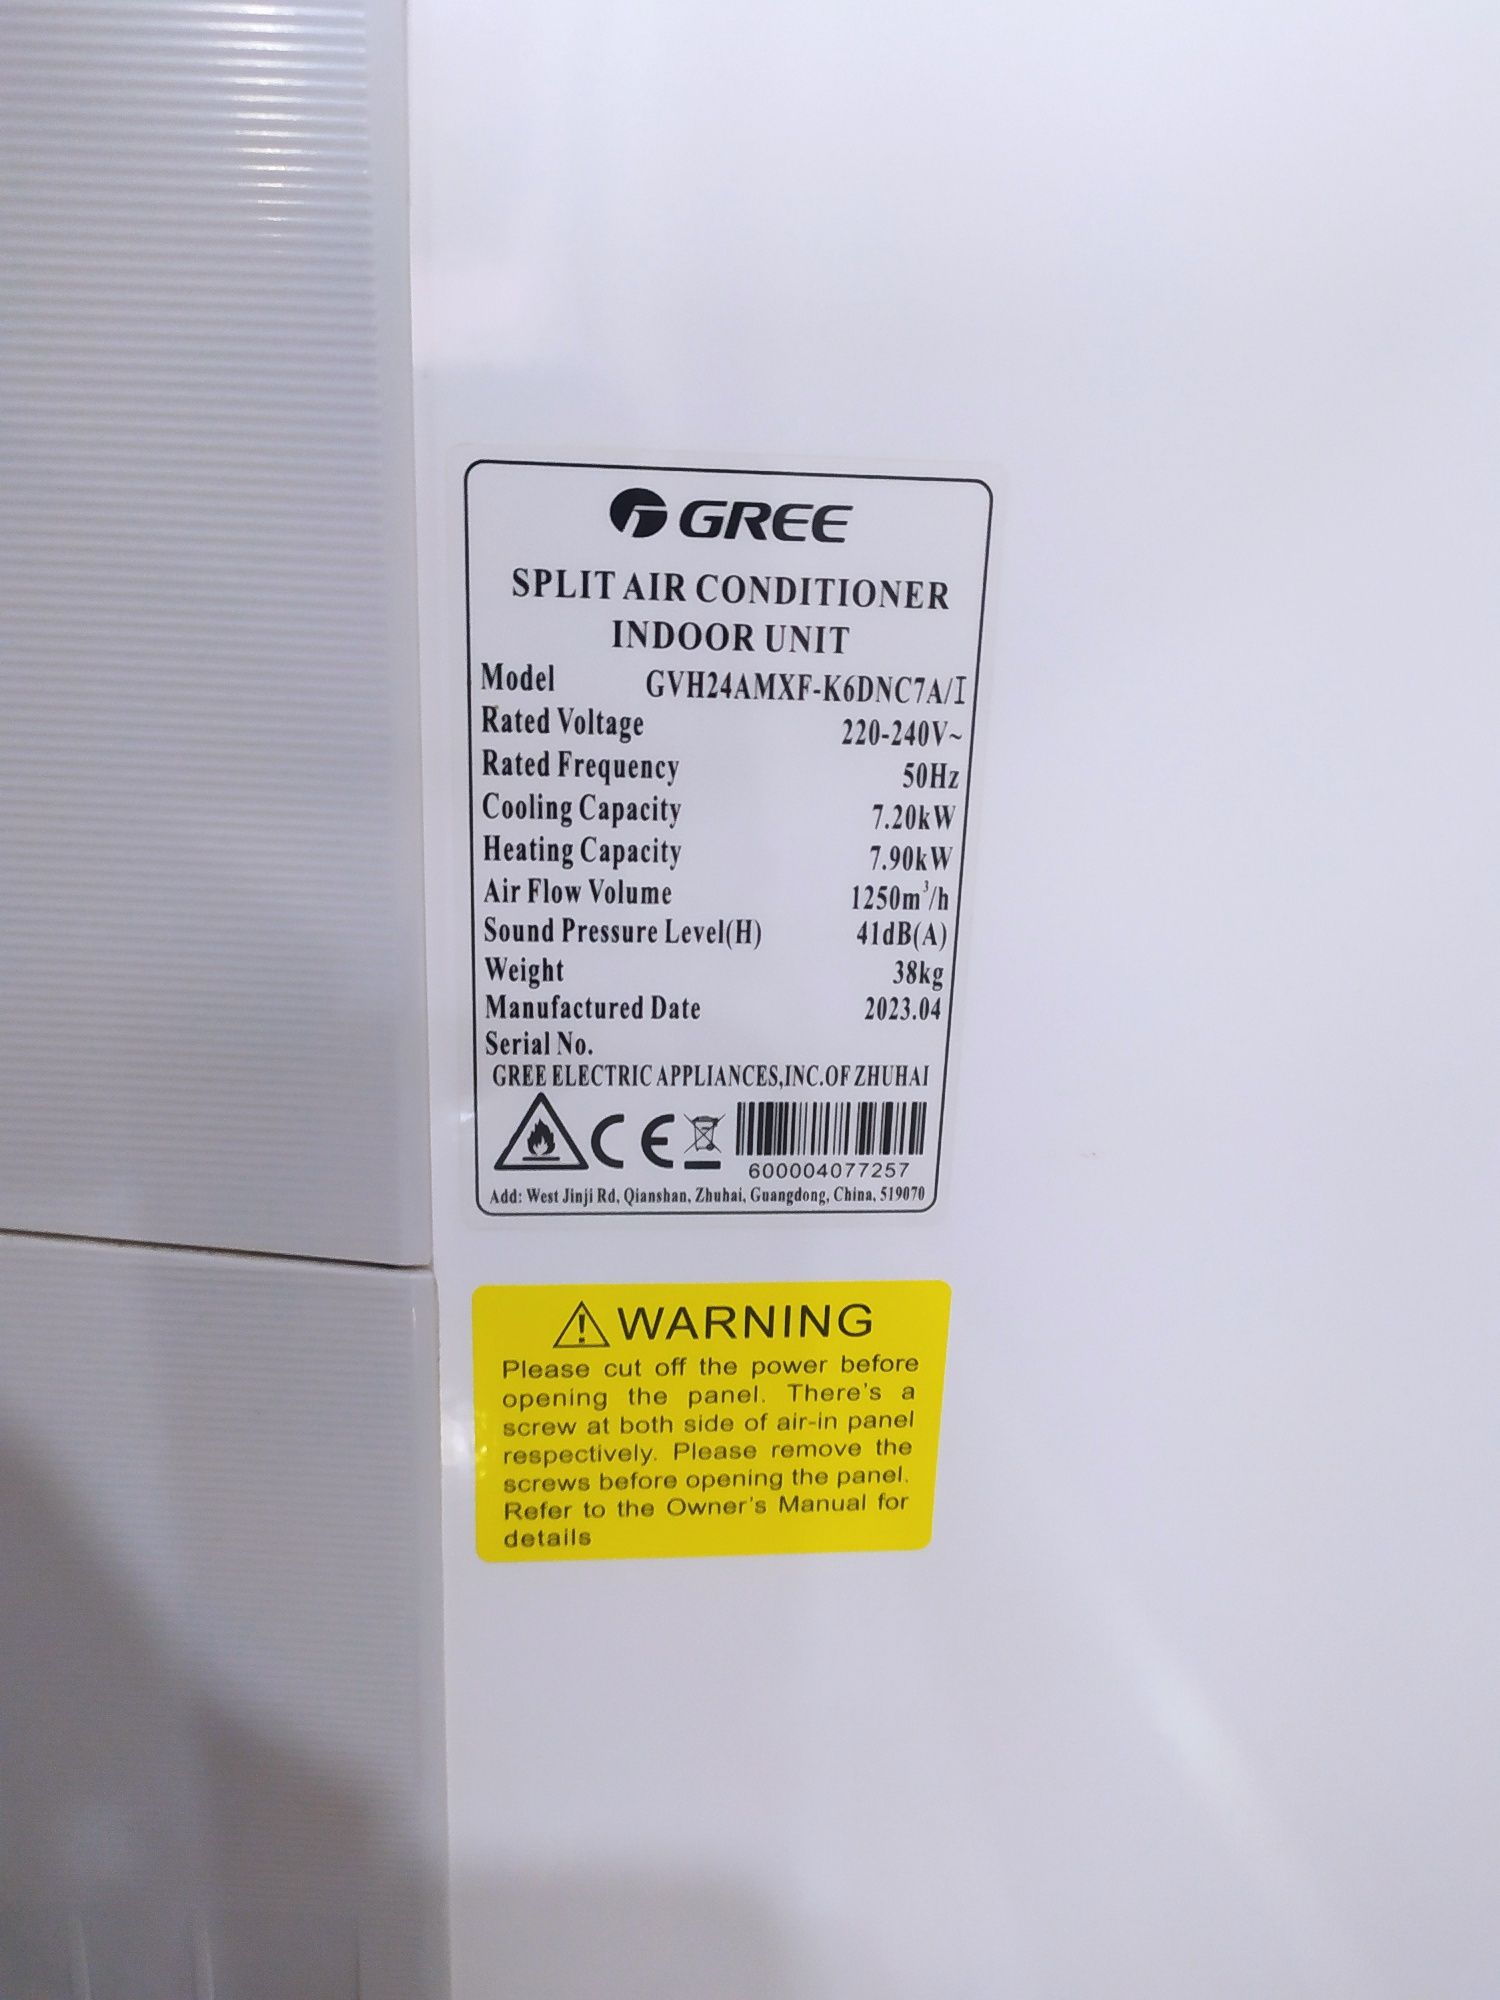 GREE
SPLIT AIR CONDITIONER
INDOOR UNIT
Model GVH24AMXF-K6DNC7A/I
Rated Voltage 220-240V~
Rated Frequency 50Hz
Cooling Capacity 7.20kW
Heating Capacity 7.90kW
Air Flow Volume 1250m³/h
Sound Pressure Level(H) 41dB(A)
Weight 38kg
Manufactured Date 2023.04
Serial No.
GREE ELECTRIC APPLIANCES,INC.OF ZHUHAI
CE
600004077257
Add: West Jinji Rd, Qianshan, Zhuhai, Guangdong, China, 519070
WARNING
Please cut off the power before
opening the panel. There's a
screw at both side of air-in panel
respectively. Please remove the
screws before opening the panel.
Refer to the Owner's Manual for
details